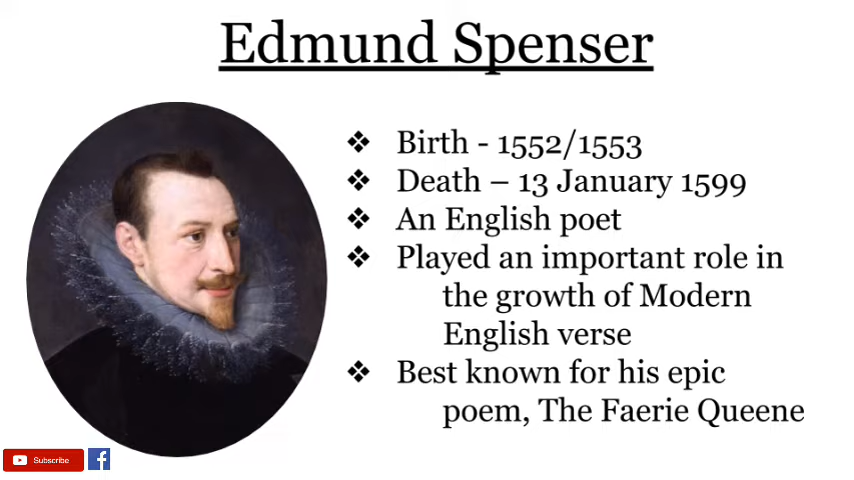 Edmund Spenser
❖ Birth - 1552/1553
❖ Death – 13 January 1599
❖ An English poet
❖ Played an important role in
the growth of Modern
English verse
❖ Best known for his epic
poem, The Faerie Queene
Subscribe